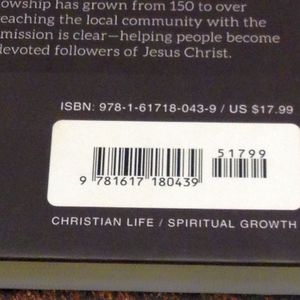 owship has grown from 150 to over
eaching the local community with the
mission is clear—helping people become
devoted followers of Jesus Christ.
ISBN: 978-1-61718-043-9 / US $17.99
51799
9 781617 180439
CHRISTIAN LIFE / SPIRITUAL GROWTH